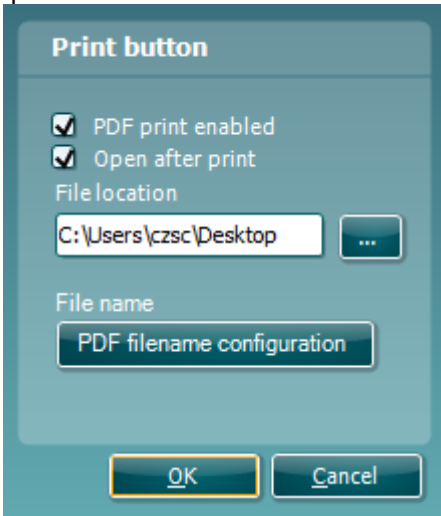 Print button
PDF print enabled
Open after print
File location
C:\Users\czsc\Desktop
...
File name
PDF filename configuration
OK
Cancel